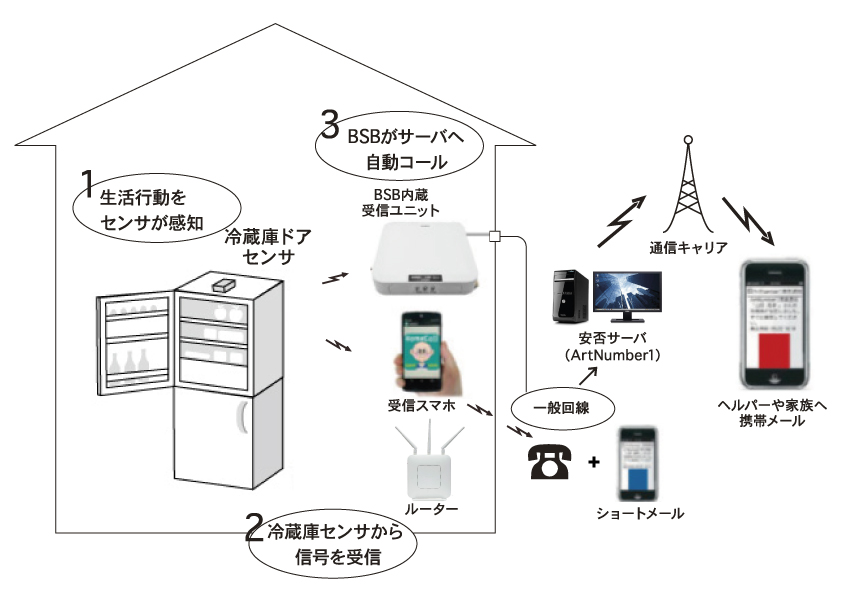 3
BSBがサーバへ
自動コール
1
生活行動を
センサが感知
BSB内蔵
受信ユニット
冷蔵庫ドア
センサ
通信キャリア
安否サーバ
（ArtNumber1）
受信スマホ
一般回線
ヘルパーや家族へ
携帯メール
+
ルーター
ショートメール
2
冷蔵庫センサから
信号を受信